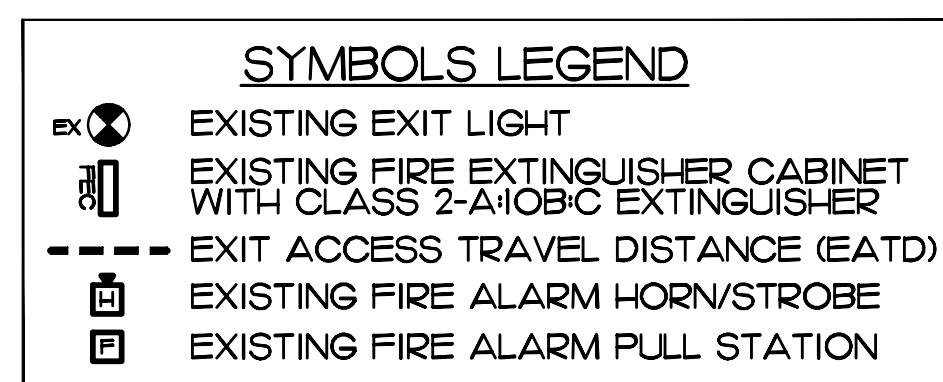 SYMBOLS LEGEND
EX EXISTING EXIT LIGHT
FEC EXISTING FIRE EXTINGUISHER CABINET
WITH CLASS 2-A:10B:C EXTINGUISHER
EXIT ACCESS TRAVEL DISTANCE (EATD)
H EXISTING FIRE ALARM HORN/STROBE
F EXISTING FIRE ALARM PULL STATION